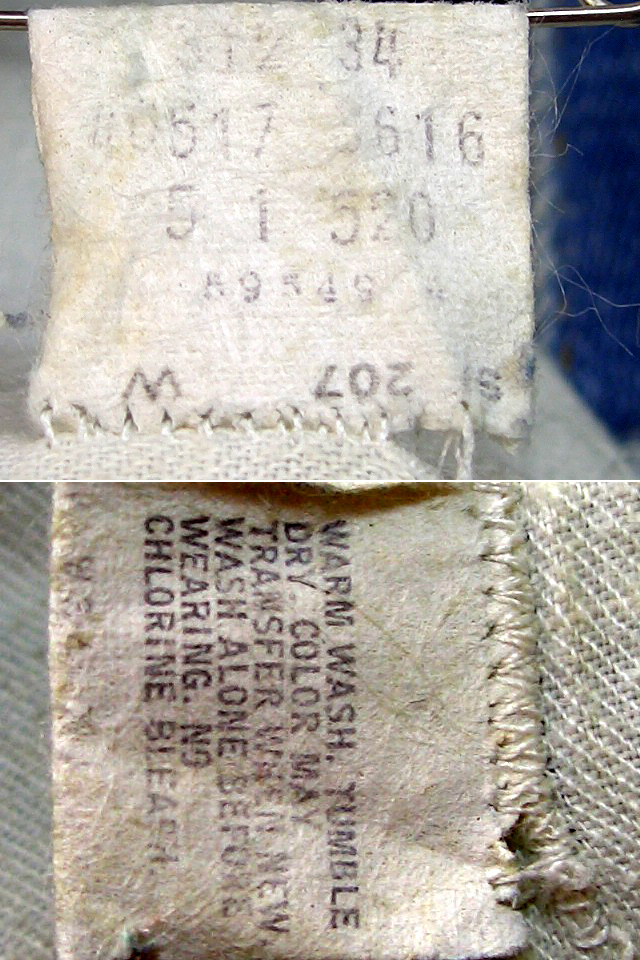 34
517 616
5 1 520
W 207
WARM WASH, TUMBLE
DRY COLOR MAY
TRANSFER WHEN NEW,
WASH ALONE BEFORE
WEARING. NO
CHLORINE BLEACH.